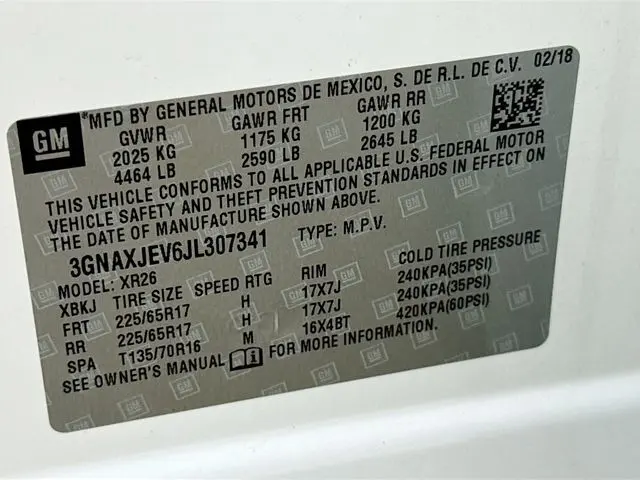 GM
*MFD BY GENERAL MOTORS DE MEXICO, S. DE R.L. DE C.V. 02/18
GVWR GAWR FRT GAWR RR
2025 KG 1175 KG 1200 KG
4464 LB 2590 LB 2645 LB
THIS VEHICLE CONFORMS TO ALL APPLICABLE U.S. FEDERAL MOTOR
VEHICLE SAFETY AND THEFT PREVENTION STANDARDS IN EFFECT ON
THE DATE OF MANUFACTURE SHOWN ABOVE.
3GNAXJEV6JL307341 TYPE: M.P.V.
MODEL: XR26
XBKJ TIRE SIZE SPEED RTG RIM COLD TIRE PRESSURE
FRT 225/65R17 H 17X7J 240KPA(35PSI)
RR 225/65R17 H 17X7J 240KPA(35PSI)
SPA T135/70R16 M 16X4BT 420KPA(60PSI)
SEE OWNER'S MANUAL FOR MORE INFORMATION.